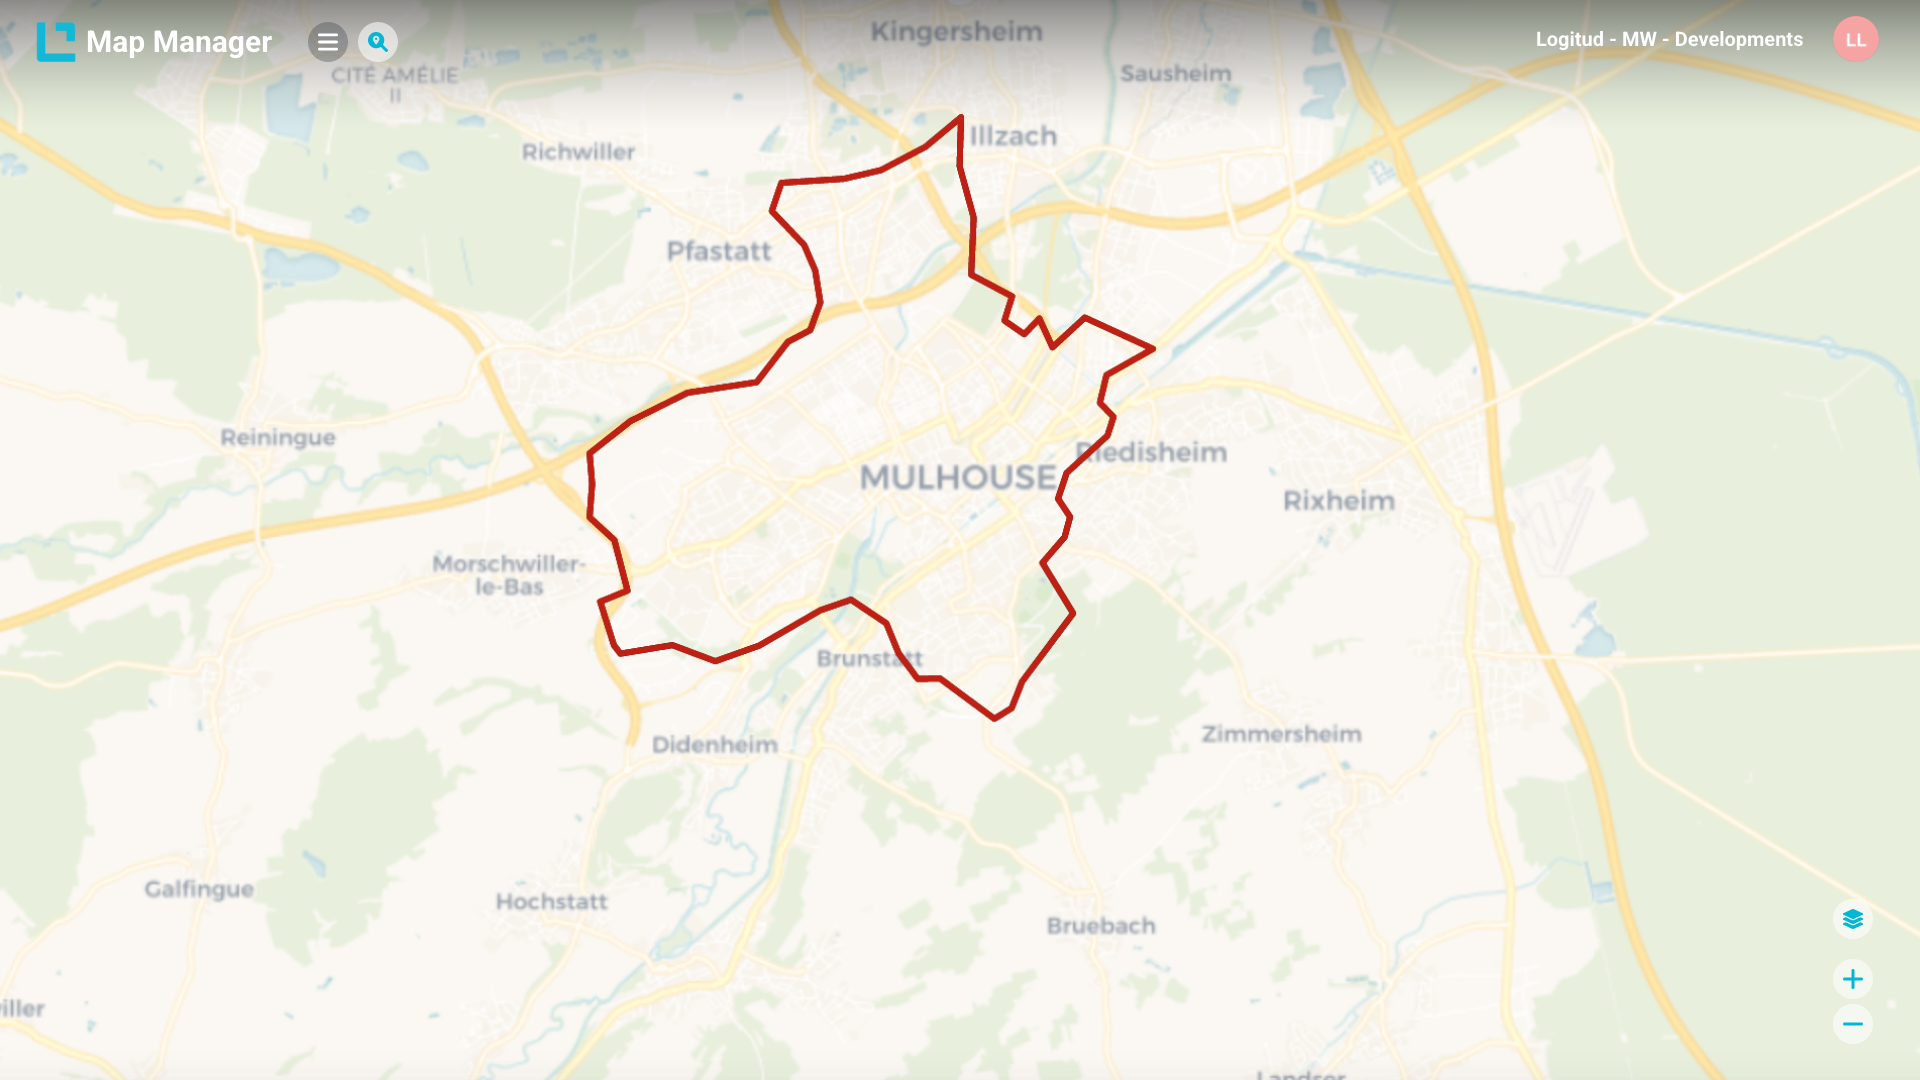 Map Manager
Logitud - MW - Developments
LL
Kingersheim
CITÉ AMÉLIE
II
Sausheim
Illzach
Richwiller
Pfastatt
Reiningue
Riedisheim
MULHOUSE
Rixheim
Morschwiller-
le-Bas
Brunstatt
Zimmersheim
Didenheim
Galfingue
Hochstatt
Bruebach
iller
Landser